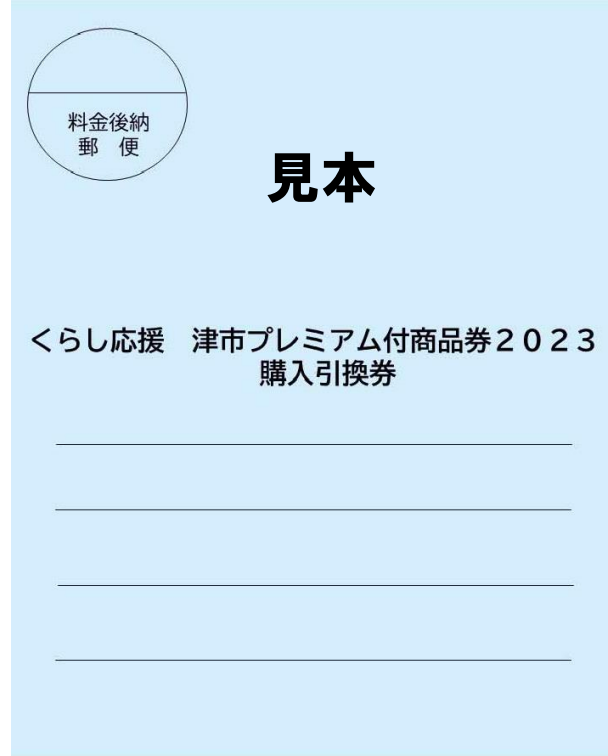 料金後納
郵　便
見本
くらし応援　津市プレミアム付商品券２０２３
購入引換券